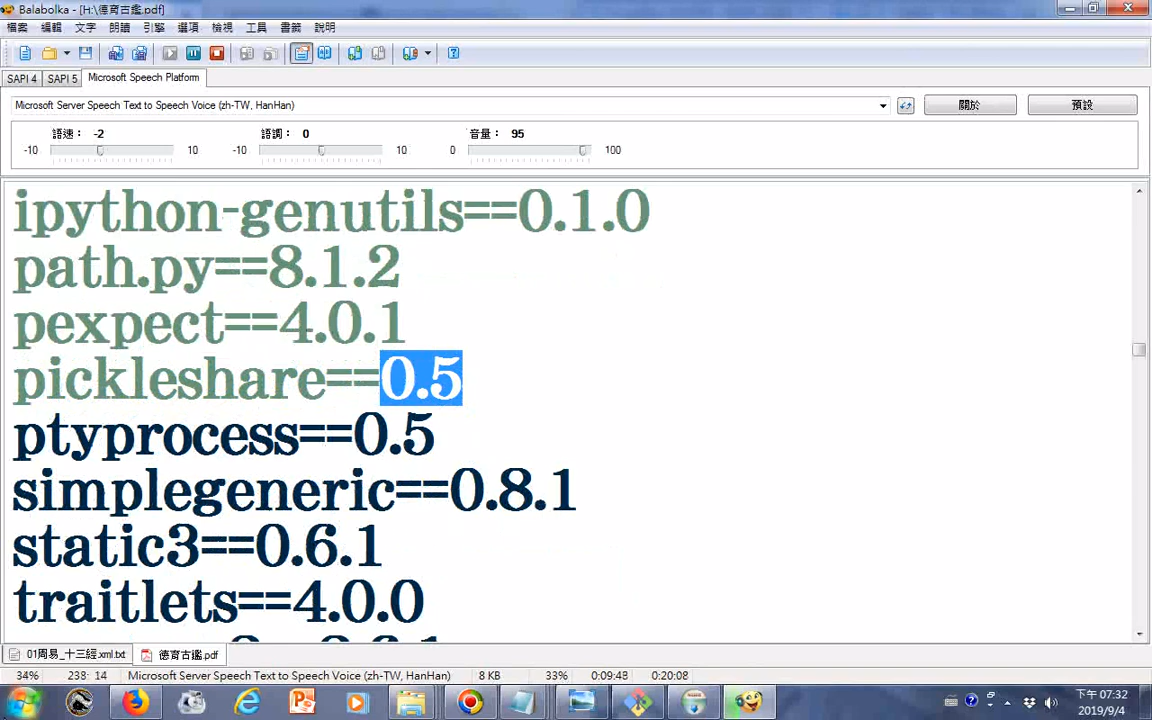 Balabolka - [H:\德育古鑑.pdf]
檔案 編輯 文字 朗讀 引擎 選項 檢視 工具 書籤 說明
SAPI 4 SAPI 5 Microsoft Speech Platform
Microsoft Server Speech Text to Speech Voice (zh-TW, HanHan) 關於 預設
語速： -2 語調： 0 音量： 95
-10 10 -10 10 0 100
ipython-genutils==0.1.0
path.py==8.1.2
pexpect==4.0.1
pickleshare==0.5
ptyprocess==0.5
simplegeneric==0.8.1
static3==0.6.1
traitlets==4.0.0
01周易_十三經.xml.txt 德育古鑑.pdf
34% 238: 14 Microsoft Server Speech Text to Speech Voice (zh-TW, HanHan) 8 KB 33% 0:09:48 0:20:08
下午 07:32
2019/9/4